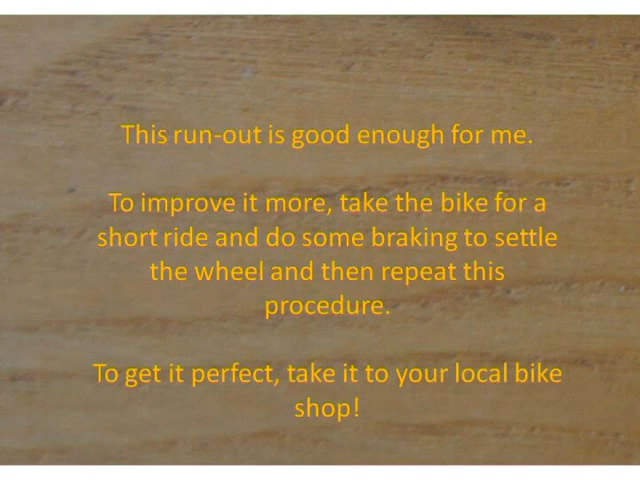 This run-out is good enough for me.
To improve it more, take the bike for a
short ride and do some braking to settle
the wheel and then repeat this
procedure.
To get it perfect, take it to your local bike
shop!